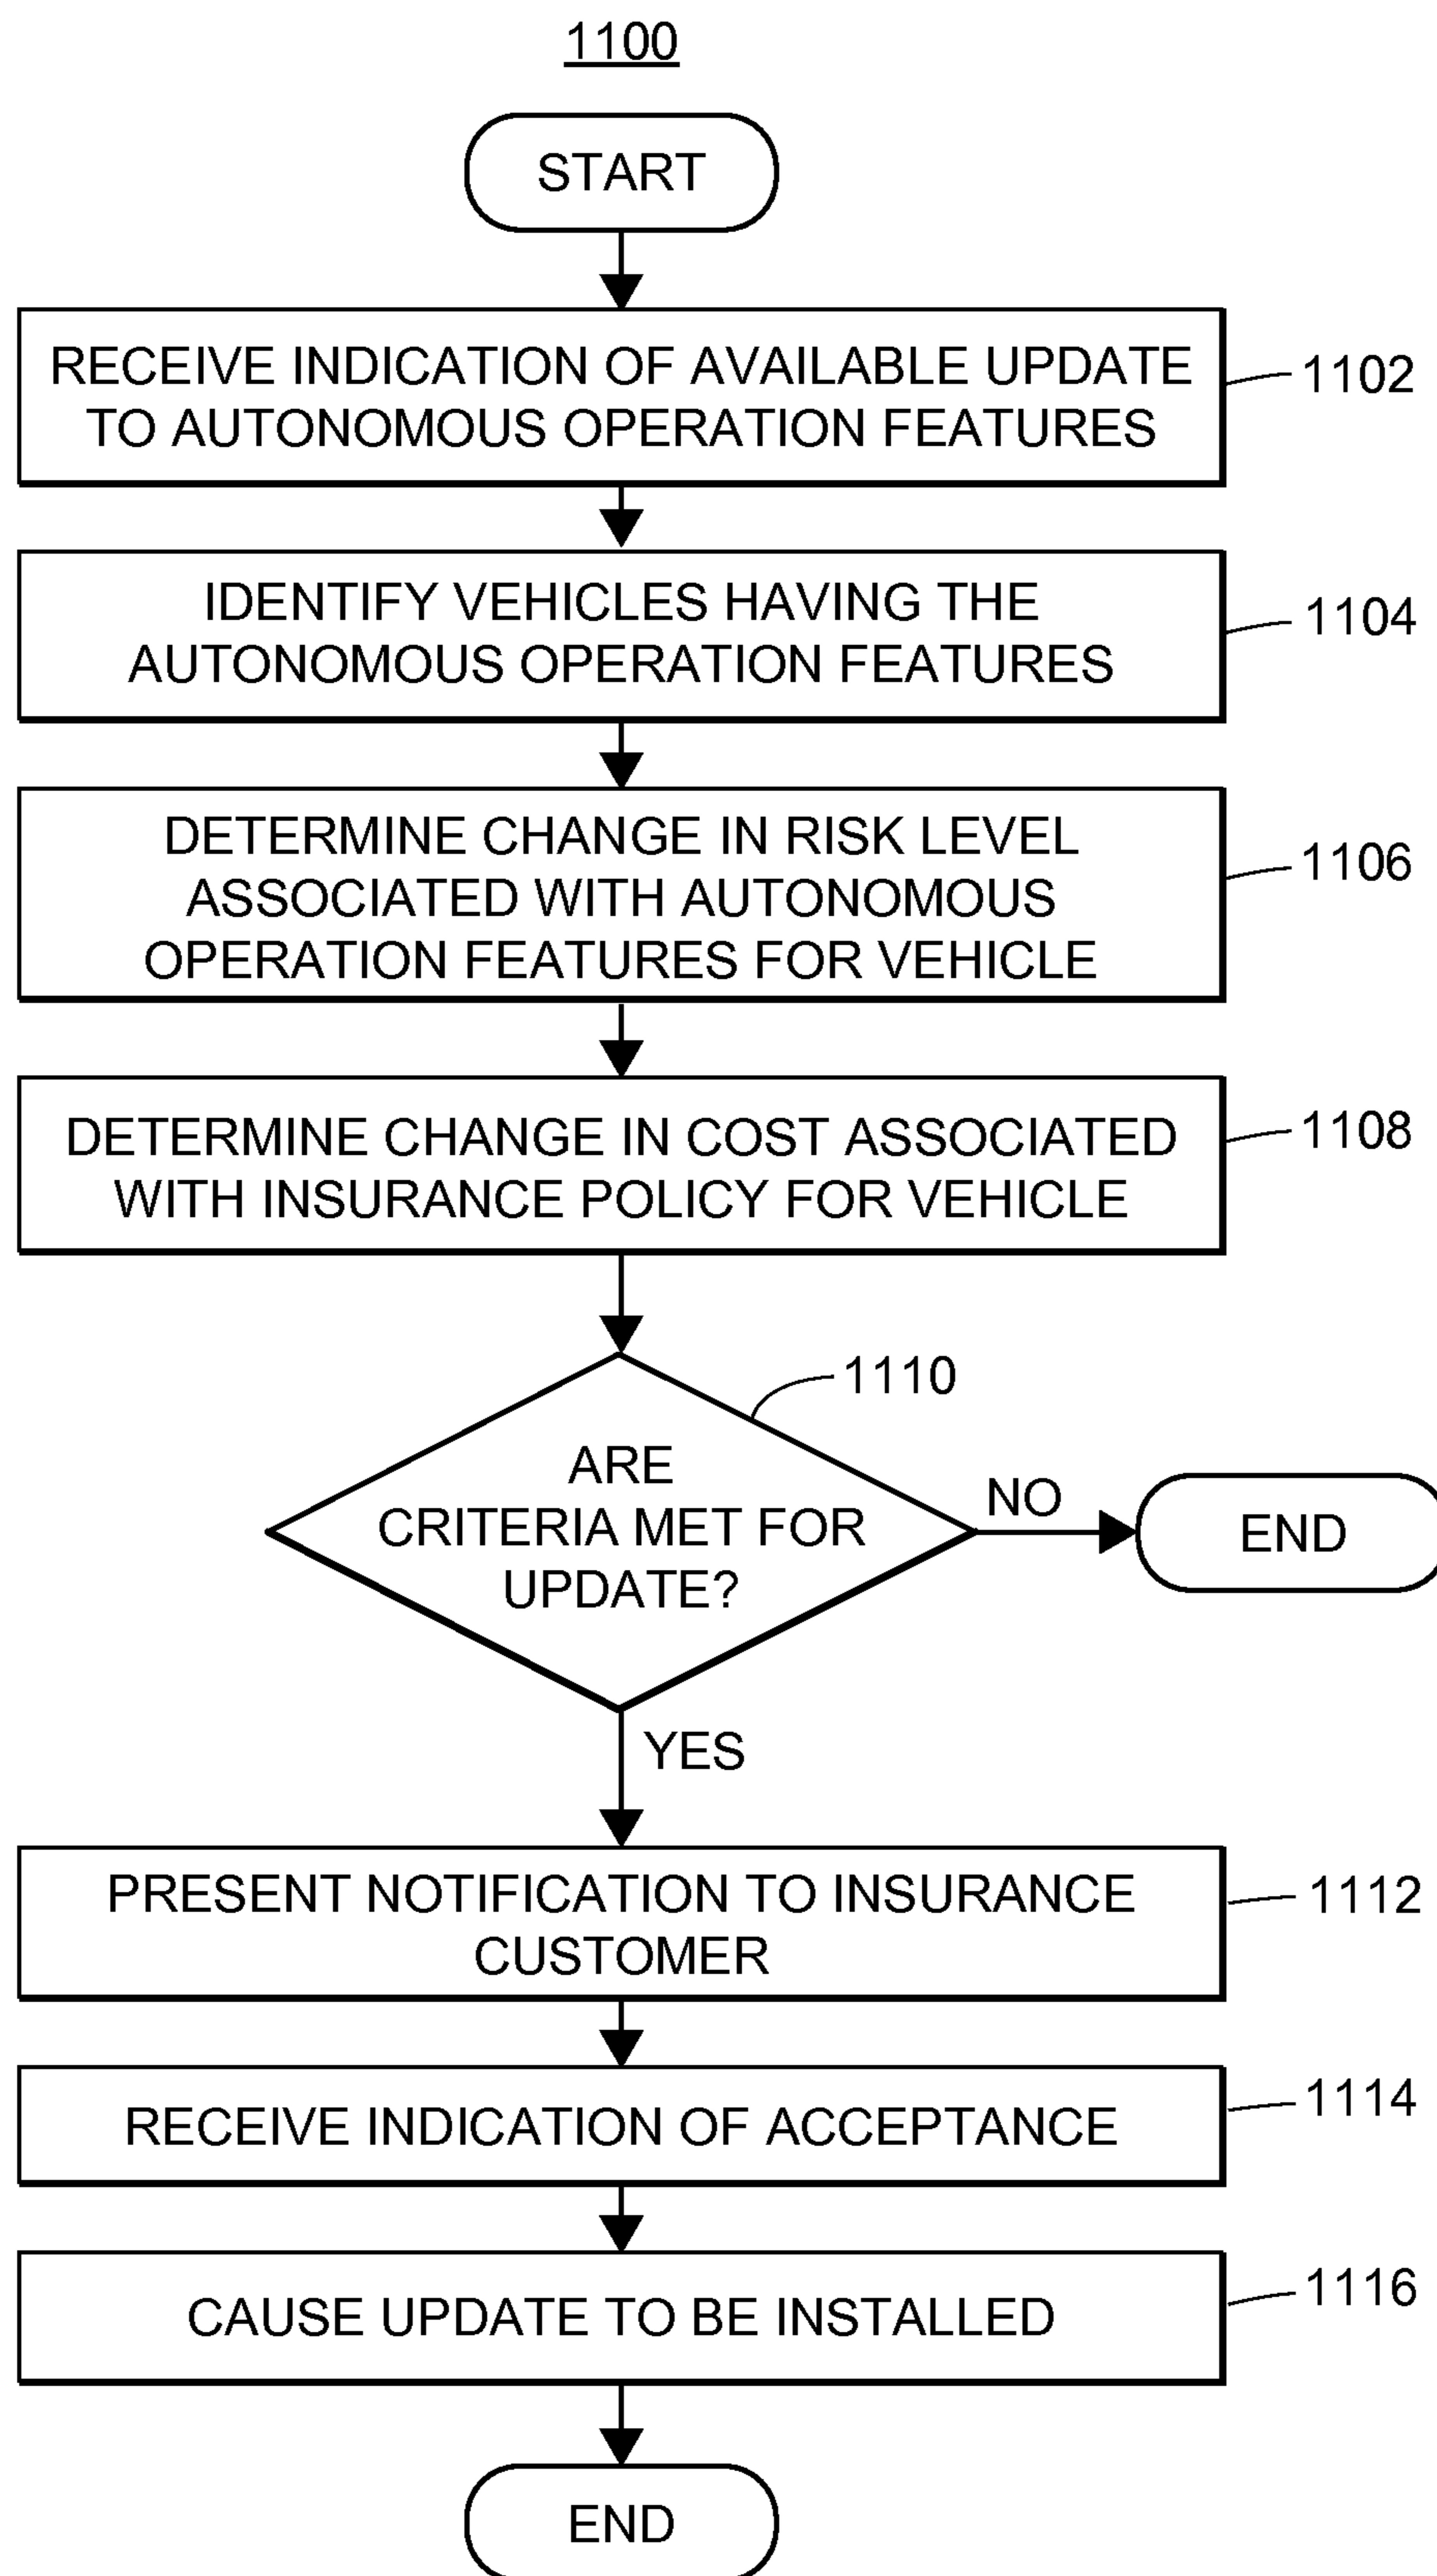 1100
START
RECEIVE INDICATION OF AVAILABLE UPDATE
TO AUTONOMOUS OPERATION FEATURES
1102
IDENTIFY VEHICLES HAVING THE
AUTONOMOUS OPERATION FEATURES
1104
DETERMINE CHANGE IN RISK LEVEL
ASSOCIATED WITH AUTONOMOUS
OPERATION FEATURES FOR VEHICLE
1106
DETERMINE CHANGE IN COST ASSOCIATED
WITH INSURANCE POLICY FOR VEHICLE
1108
1110
ARE
CRITERIA MET FOR
UPDATE?
NO
END
YES
PRESENT NOTIFICATION TO INSURANCE
CUSTOMER
1112
RECEIVE INDICATION OF ACCEPTANCE
1114
CAUSE UPDATE TO BE INSTALLED
1116
END